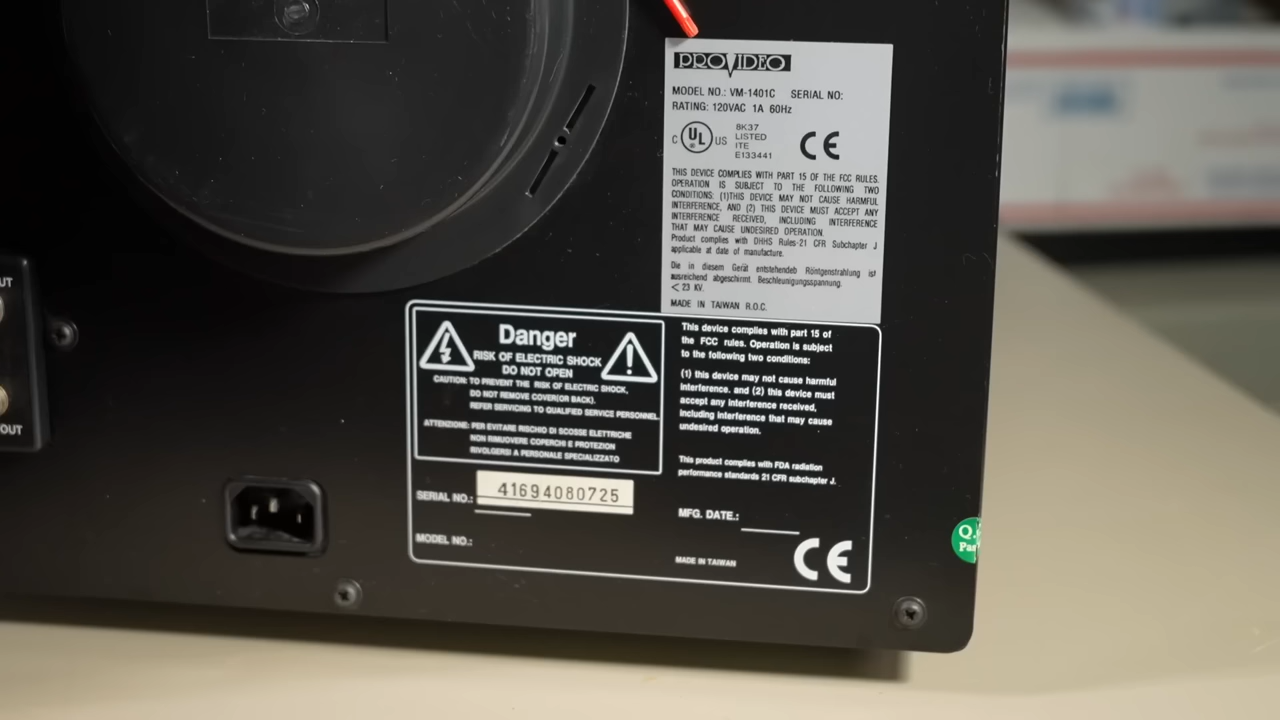 PROVIDEO
MODEL NO.: VM-1401C SERIAL NO:
RATING: 120VAC 1A 60Hz
C UL US
8K37
LISTED
ITE
E133441
CE
THIS DEVICE COMPLIES WITH PART 15 OF THE FCC RULES.
OPERATION IS SUBJECT TO THE FOLLOWING TWO
CONDITIONS: (1)THIS DEVICE MAY NOT CAUSE HARMFUL
INTERFERENCE, AND (2) THIS DEVICE MUST ACCEPT ANY
INTERFERENCE RECEIVED, INCLUDING INTERFERENCE
THAT MAY CAUSE UNDESIRED OPERATION.
Product complies with DHHS Rules-21 CFR Subchapter J
applicable at date of manufacture.
Die in diesem Gerät entstehendeb Röntgenstrahlung ist
ausreichend abgeschirmt. Beschleunigungsspannung.
< 23 KV.
MADE IN TAIWAN R.O.C.
UT
OUT
Danger
RISK OF ELECTRIC SHOCK
DO NOT OPEN
CAUTION: TO PREVENT THE RISK OF ELECTRIC SHOCK,
DO NOT REMOVE COVER(OR BACK).
REFER SERVICING TO QUALIFIED SERVICE PERSONNEL.
ATTENZIONE: PER EVITARE RISCHIO DI SCOSSE ELETTRICHE
NON RIMUOVERE COPERCHI E PROTEZION
RIVOLGERSI A PERSONALE SPECIALIZZATO
SERIAL NO.: 41694080725
MODEL NO.:
This device complies with part 15 of
the FCC rules. Operation is subject
to the following two conditions:
(1) this device may not cause harmful
interference. and (2) this device must
accept any interference received,
including interference that may cause
undesired operation.
This product complies with FDA radiation
performance standards 21 CFR subchapter J.
MFG. DATE.:
MADE IN TAIWAN
CE
Q.
Pas